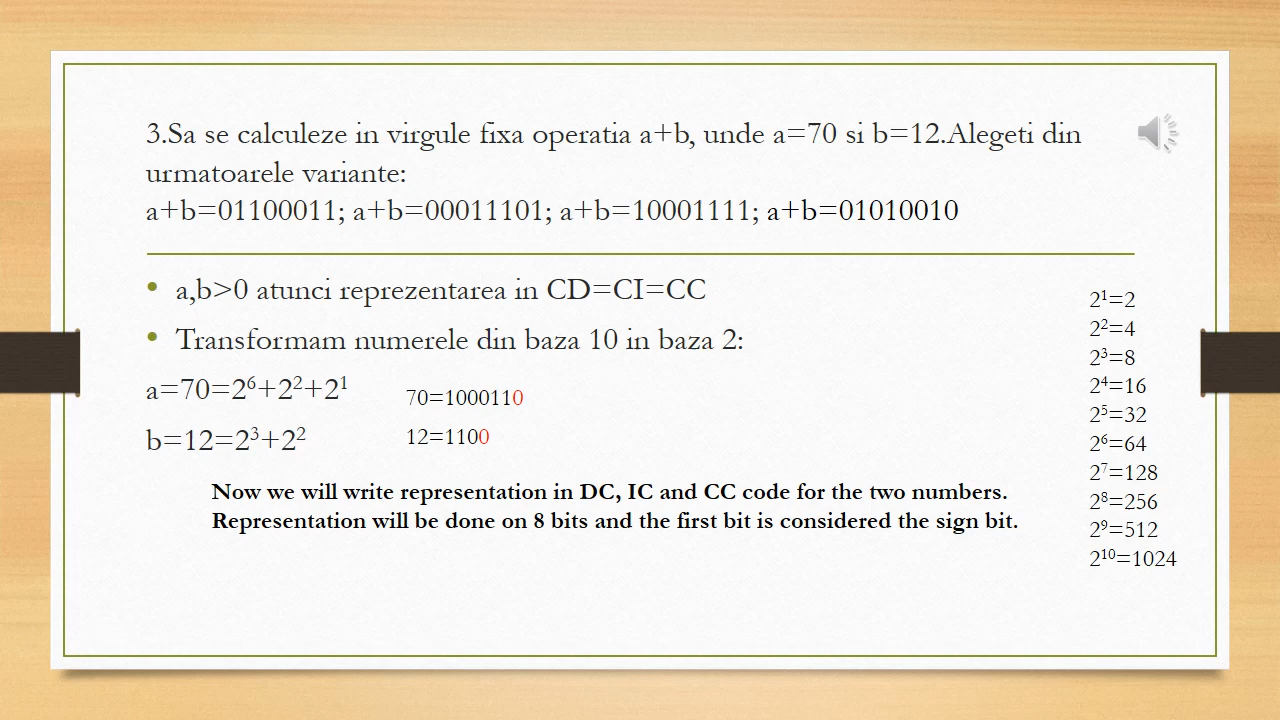 3.Sa se calculeze in virgule fixa operatia a+b, unde a=70 si b=12.Alegeti din
urmatoarele variante:
a+b=01100011; a+b=00011101; a+b=10001111; a+b=01010010
• a,b>0 atunci reprezentarea in CD=CI=CC
• Transformam numerele din baza 10 in baza 2:
a=70=2⁶+2²+2¹
b=12=2³+2²
70=1000110
12=1100
Now we will write representation in DC, IC and CC code for the two numbers.
Representation will be done on 8 bits and the first bit is considered the sign bit.
2¹=2
2²=4
2³=8
2⁴=16
2⁵=32
2⁶=64
2⁷=128
2⁸=256
2⁹=512
2¹⁰=1024